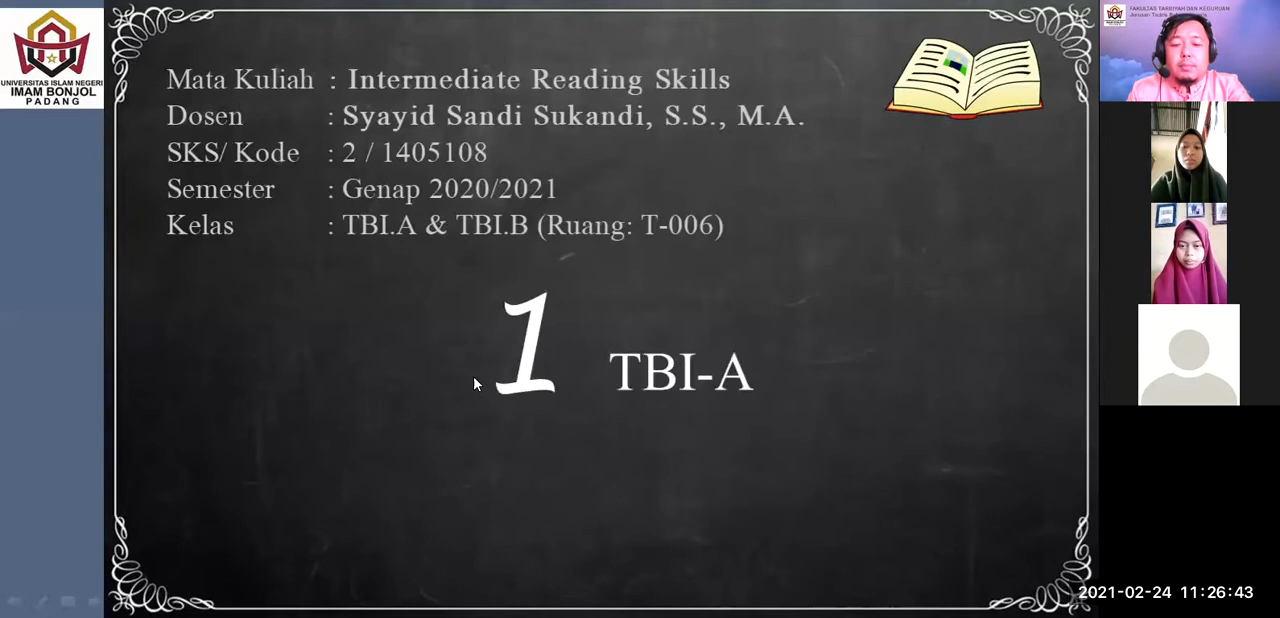 UNIVERSITAS ISLAM NEGERI
IMAM BONJOL
PADANG
Mata Kuliah : Intermediate Reading Skills
Dosen : Syayid Sandi Sukandi, S.S., M.A.
SKS/ Kode : 2 / 1405108
Semester : Genap 2020/2021
Kelas : TBI.A & TBI.B (Ruang: T-006)
1 TBI-A
FAKULTAS TARBIYAH DAN KEGURUAN
2021-02-24 11:26:43